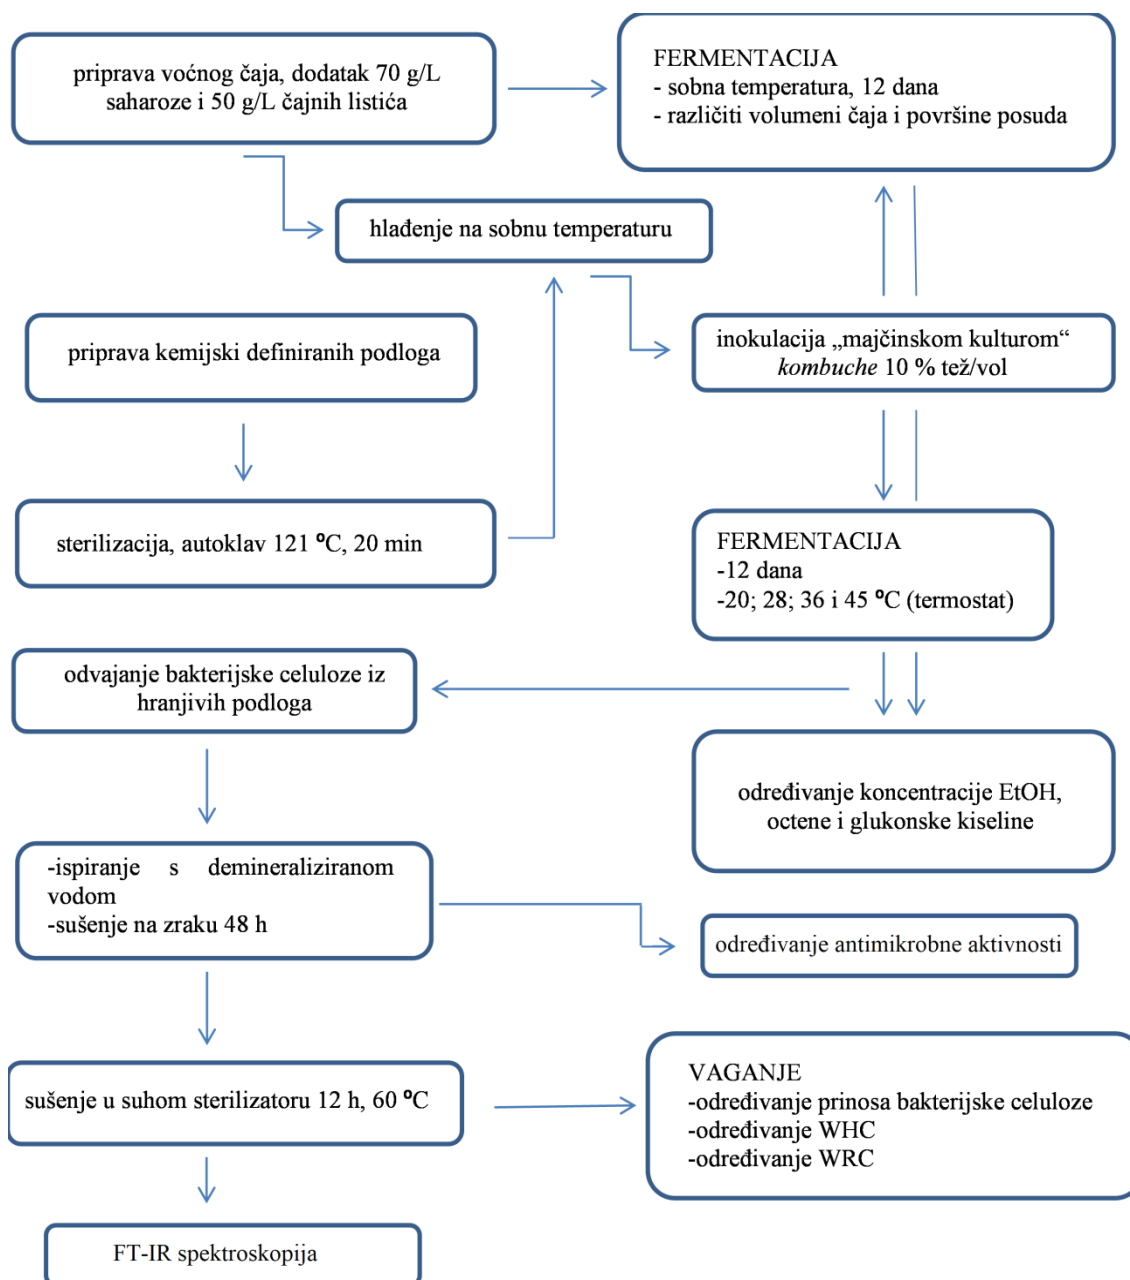 priprava voćnog čaja, dodatak 70 g/L
saharoze i 50 g/L čajnih listića
FERMENTACIJA
- sobna temperatura, 12 dana
- različiti volumeni čaja i površine posuda
hlađenje na sobnu temperaturu
priprava kemijski definiranih podloga
inokulacija „majčinskom kulturom“
kombuche 10 % tež/vol
sterilizacija, autoklav 121 ⁰C, 20 min
FERMENTACIJA
-12 dana
-20; 28; 36 i 45 ⁰C (termostat)
odvajanje bakterijske celuloze iz
hranjivih podloga
određivanje koncentracije EtOH,
octene i glukonske kiseline
-ispiranje s demineraliziranom
vodom
-sušenje na zraku 48 h
određivanje antimikrobne aktivnosti
sušenje u suhom sterilizatoru 12 h, 60 ⁰C
VAGANJE
-određivanje prinosa bakterijske celuloze
-određivanje WHC
-određivanje WRC
FT-IR spektroskopija